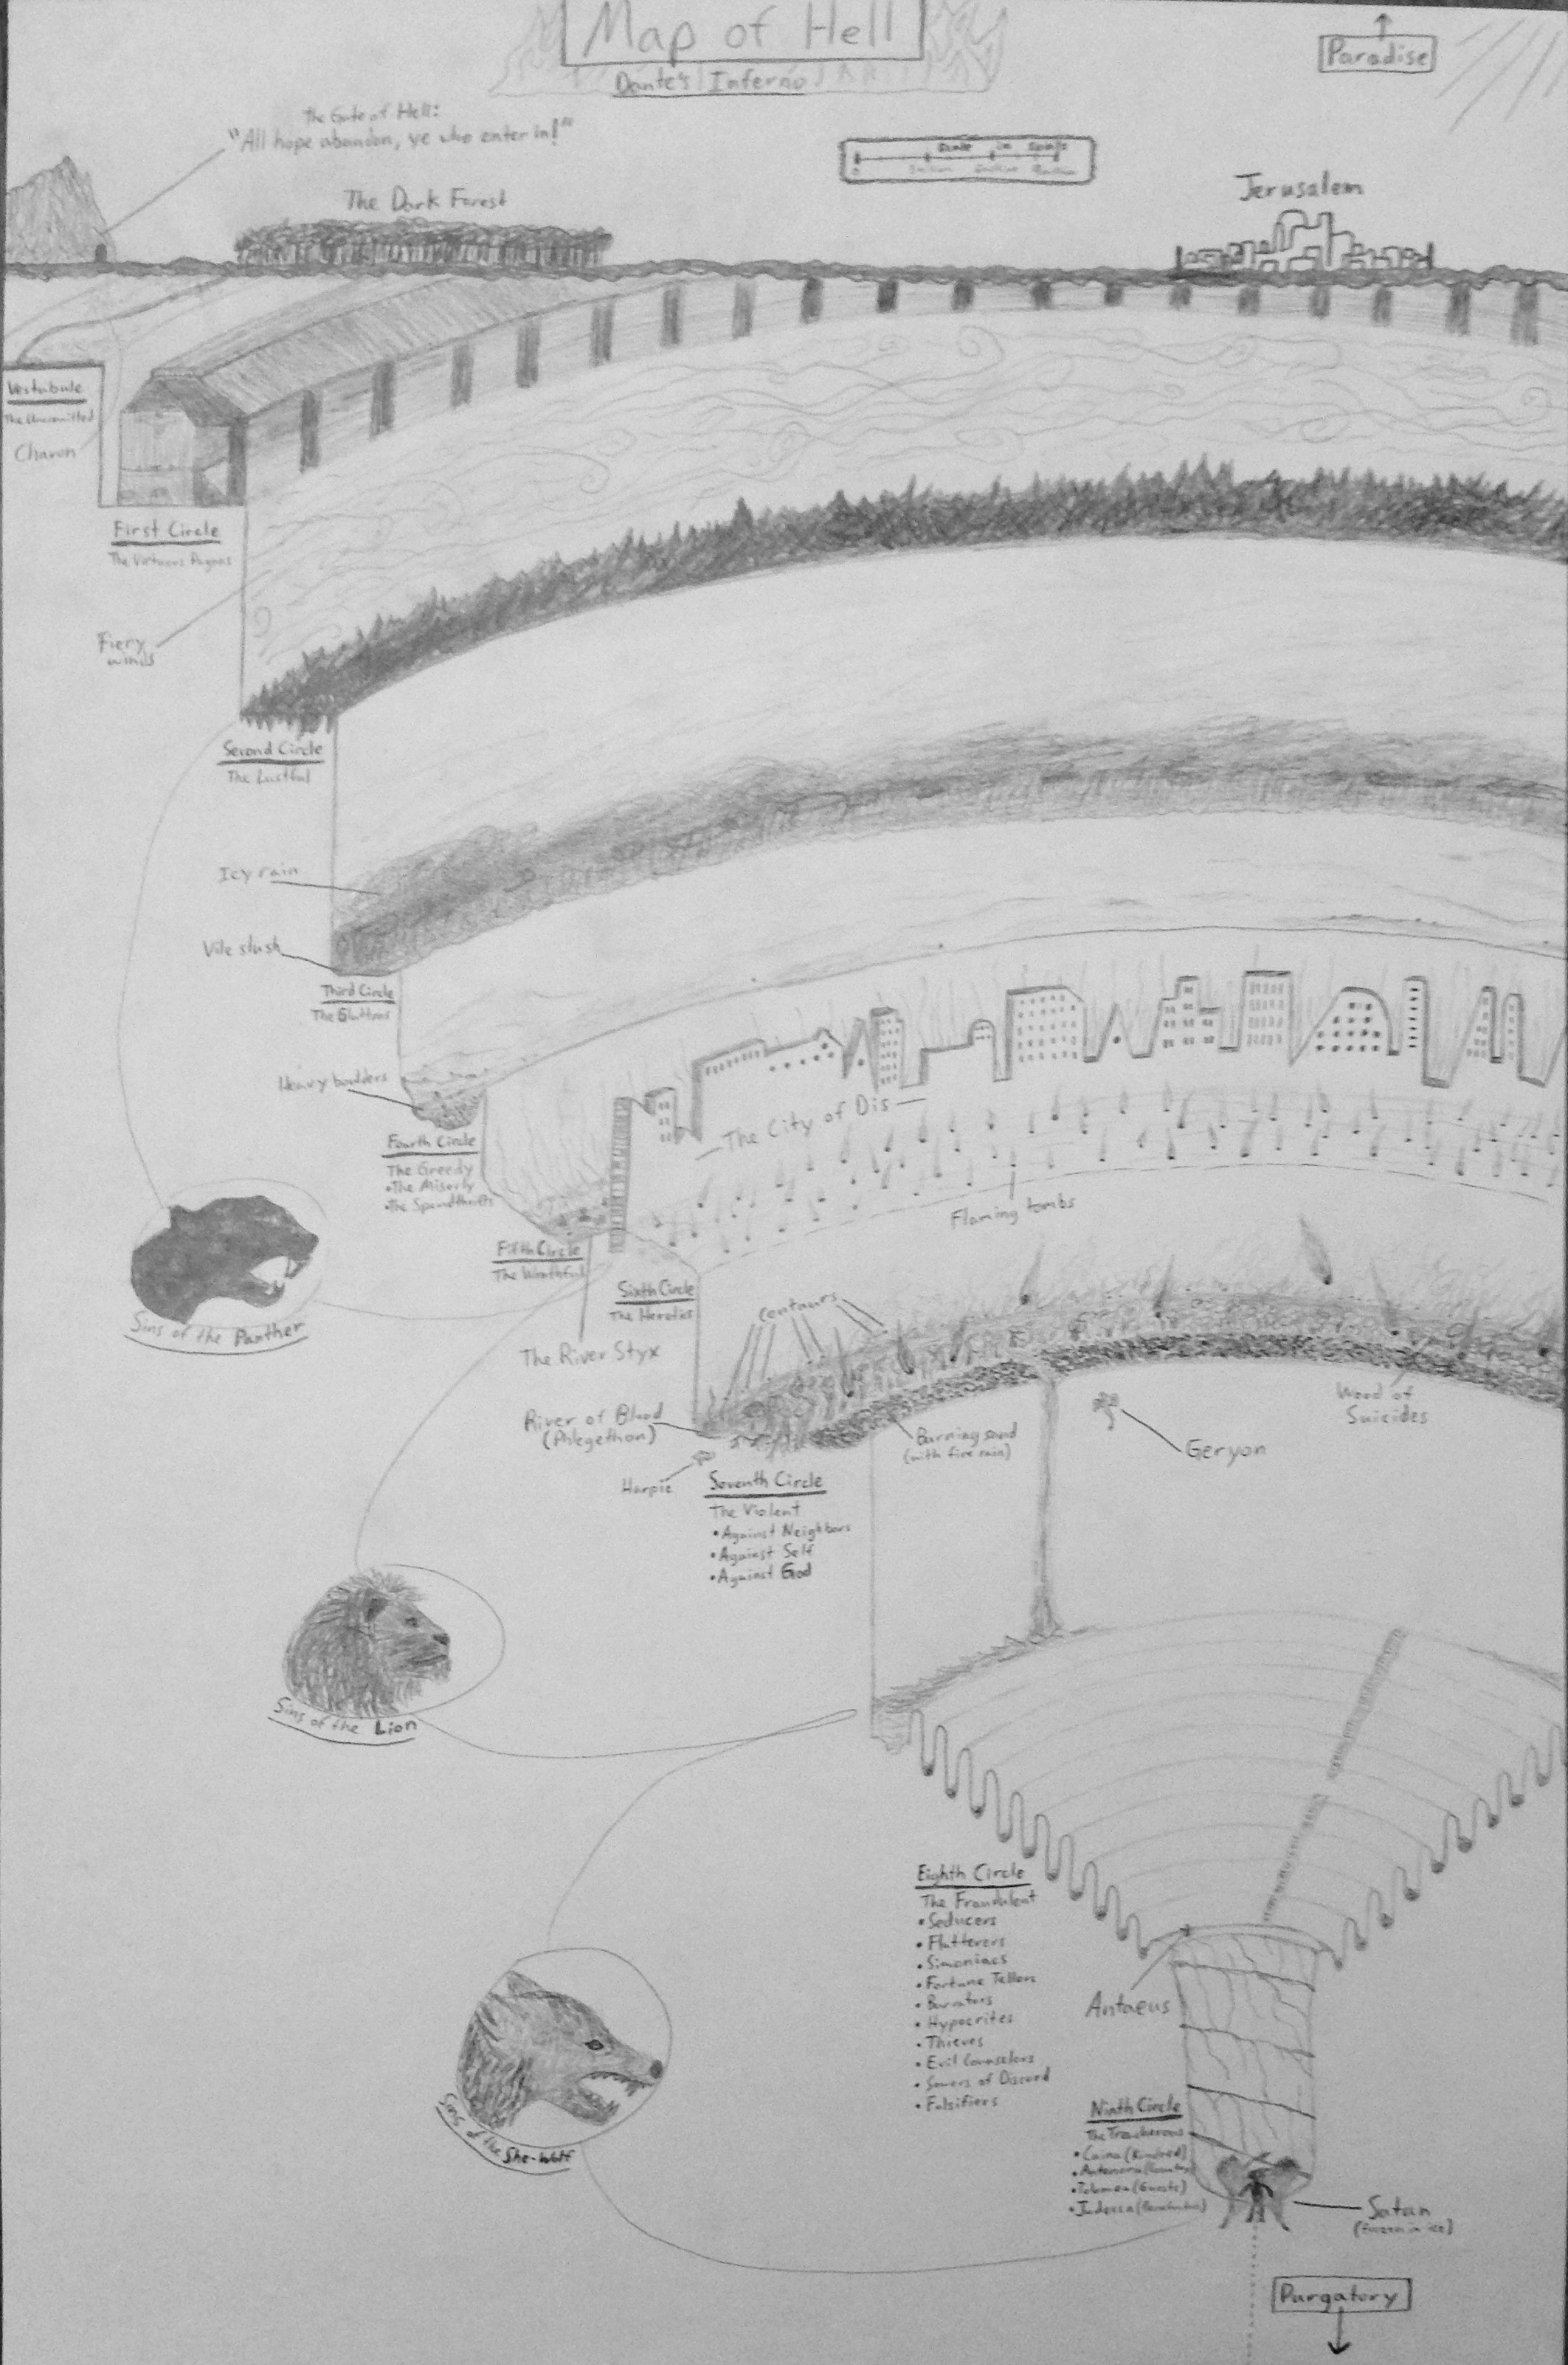 Map of Hell
Dante's Inferno
Paradise
The Gate of Hell:
"All hope abandon, ye who enter in!"
The Dark Forest
Scale in Souls
0
Jerusalem
Vestubule
The Uncomitted
Charon
First Circle
The Virtuous Pagans
Fiery
winds
Second Circle
The Lustful
Icy rain
Vile slush
Third Circle
The Gluttons
Heavy boulders
Fourth Circle
The Greedy
•The Miserly
•The Spendthrifts
The City of Dis
Flaming tombs
Fifth Circle
The Wrathful
Sixth Circle
The Heretics
The River Styx
Sins of the Panther
Centaurs
River of Blood
(Phlegethon)
Harpie
Burning sand
(with fire rain)
Wood of
Suicides
Geryon
Seventh Circle
The Violent
•Against Neighbors
•Against Self
•Against God
Sins of the Lion
Eighth Circle
The Fraudulent
•Seducers
•Flatterers
•Simoniacs
•Fortune Tellers
•Barrators
•Hypocrites
•Thieves
•Evil Counselors
•Sowers of Discord
•Falsifiers
Antaeus
Sins of the She-Wolf
Ninth Circle
The Treacherous
•Caina (Kindred)
•Antenora (Country)
•Tolomea (Guests)
•Judecca
Satan
(frozen in ice)
Purgatory